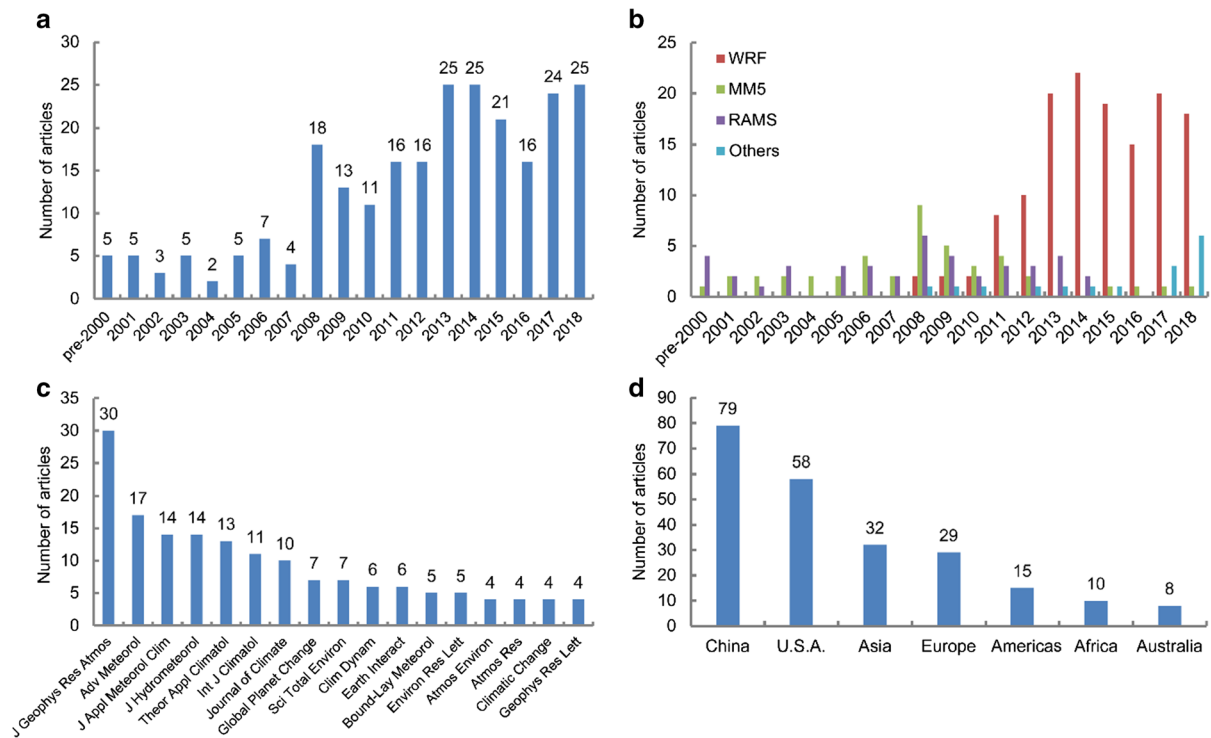 a
Number of articles
30
25
20
15
10
5
0
5 5 3 5 2 5 7 4 18 13 11 16 16 25 25 21 16 24 25
pre-2000 2001 2002 2003 2004 2005 2006 2007 2008 2009 2010 2011 2012 2013 2014 2015 2016 2017 2018
b
Number of articles
25
20
15
10
5
0
WRF
MM5
RAMS
Others
pre-2000 2001 2002 2003 2004 2005 2006 2007 2008 2009 2010 2011 2012 2013 2014 2015 2016 2017 2018
c
Number of articles
35
30
25
20
15
10
5
0
30 17 14 14 13 11 10 7 7 6 6 5 5 4 4 4 4
J Geophys Res Atmos
Adv Meteorol
J Appl Meteorol Clim
J Hydrometeorol
Theor Appl Climatol
Int J Climatol
Journal of Climate
Global Planet Change
Sci Total Environ
Clim Dynam
Earth Interact
Bound-Lay Meteorol
Environ Res Lett
Atmos Environ
Atmos Res
Climatic Change
Geophys Res Lett
d
Number of articles
90
80
70
60
50
40
30
20
10
0
79 58 32 29 15 10 8
China U.S.A. Asia Europe Americas Africa Australia